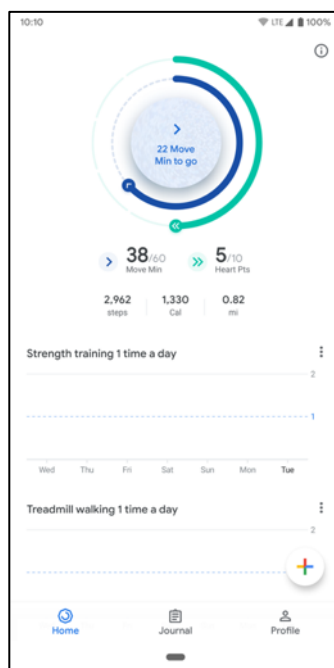 10:10 LTE 100%
22 Move
Min to go
38/60 5/10
Move Min Heart Pts
2,962 1,330 0.82
steps Cal mi
Strength training 1 time a day
2
1
Wed Thu Fri Sat Sun Mon Tue
Treadmill walking 1 time a day
2
Home Journal Profile